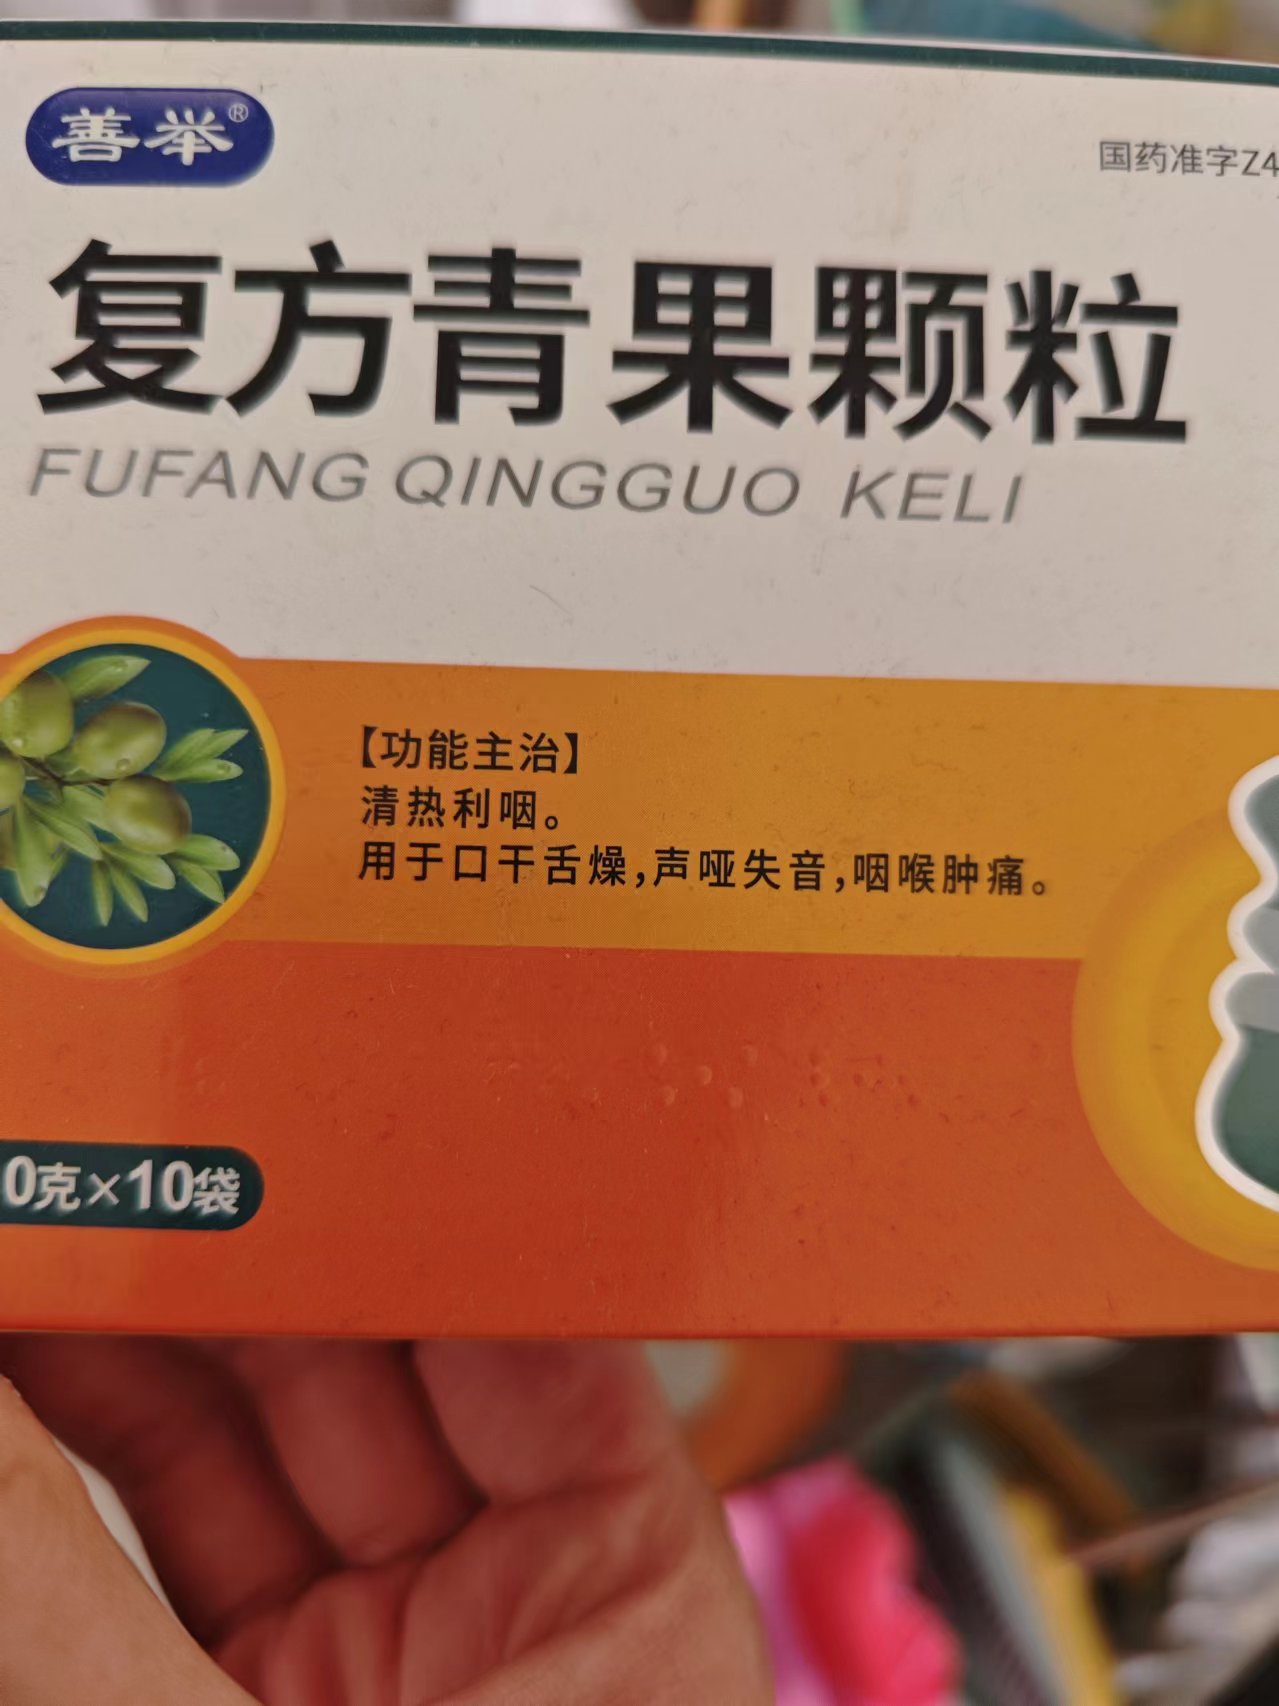 善举®
国药准字Z4
复方青果颗粒
FUFANG QINGGUO KELI
【功能主治】
清热利咽。
用于口干舌燥,声哑失音,咽喉肿痛。
0克×10袋